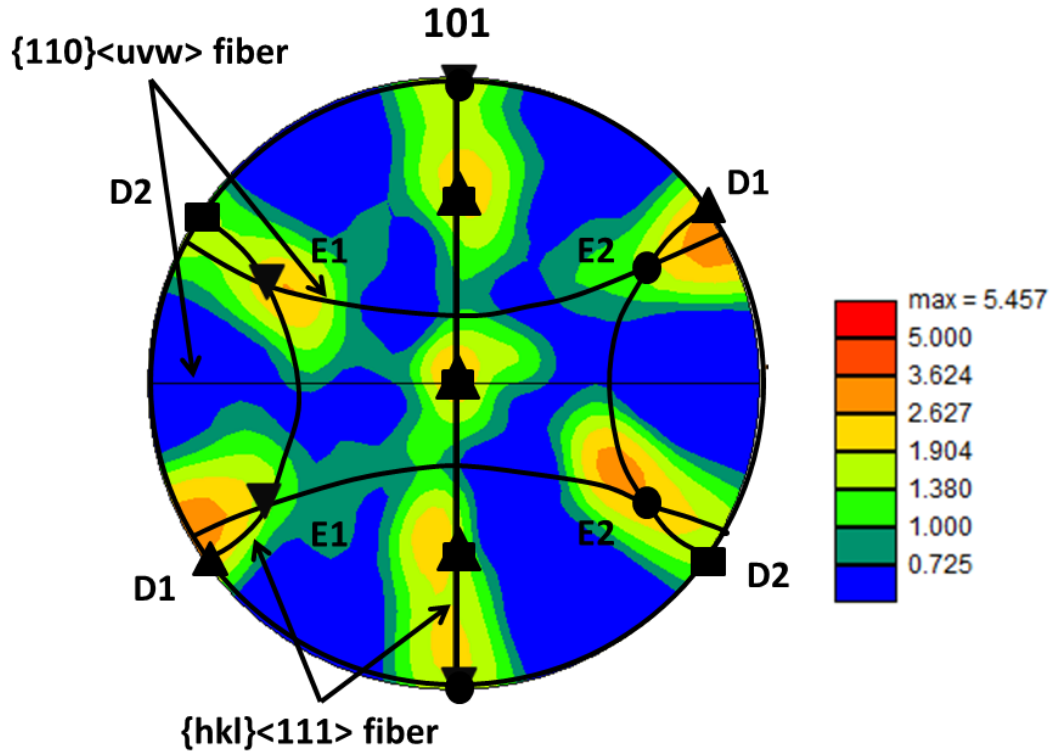 101
{110}<uvw> fiber
D2
D1
E1
E2
max = 5.457
5.000
3.624
2.627
1.904
1.380
1.000
0.725
E1
E2
D1
D2
{hkl}<111> fiber